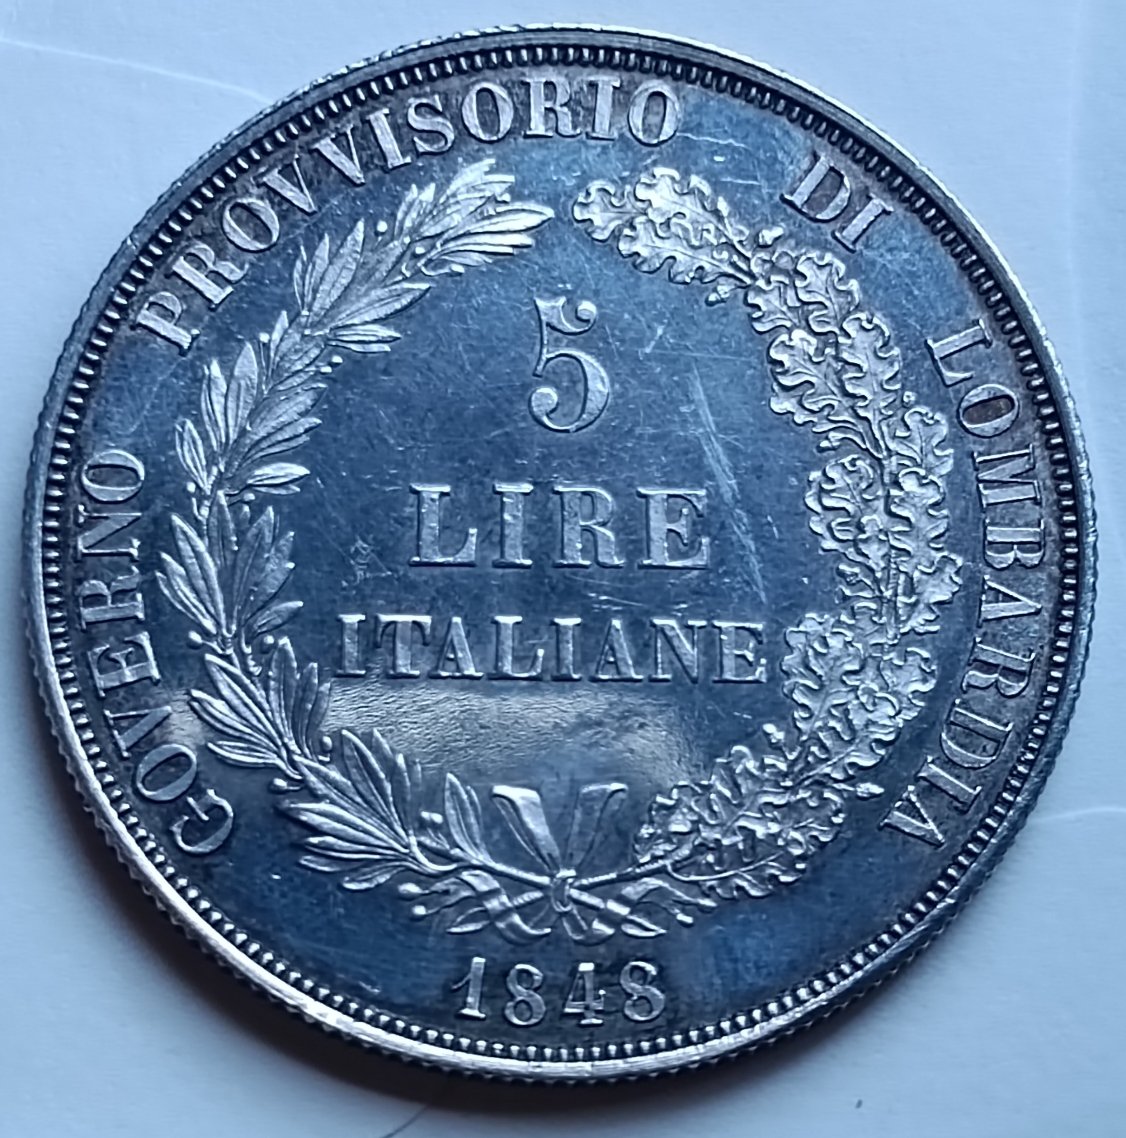 GOVERNO PROVVISORIO DI LOMBARDIA
5
LIRE
ITALIANE
1848